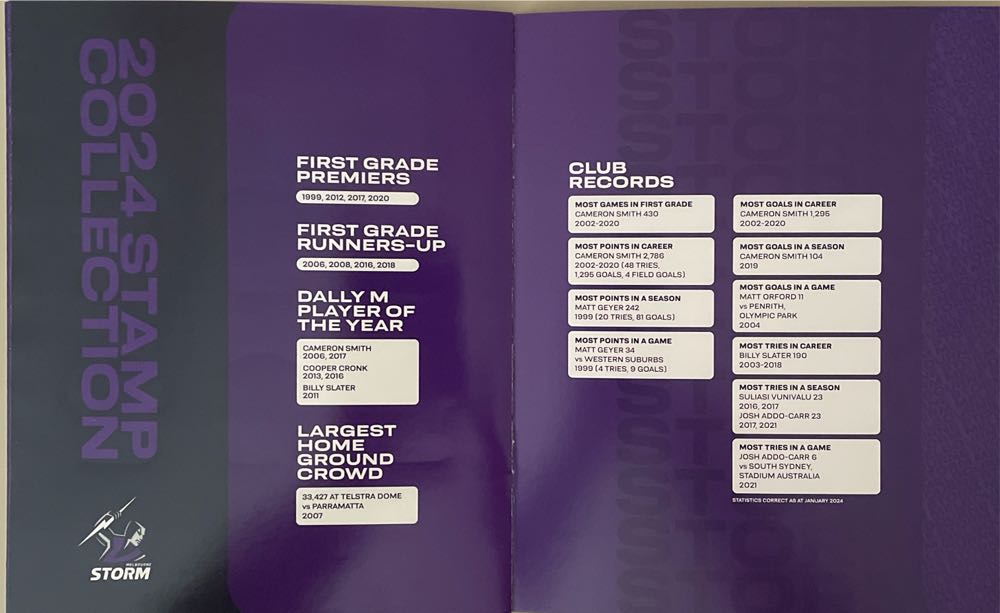 2024 STAMP
COLLECTION
MELBOURNE
STORM
FIRST GRADE
PREMIERS
1999, 2012, 2017, 2020
FIRST GRADE
RUNNERS-UP
2006, 2008, 2016, 2018
DALLY M
PLAYER OF
THE YEAR
CAMERON SMITH
2006, 2017
COOPER CRONK
2013, 2016
BILLY SLATER
2011
LARGEST
HOME
GROUND
CROWD
33,427 AT TELSTRA DOME
vs PARRAMATTA
2007
CLUB
RECORDS
MOST GAMES IN FIRST GRADE
CAMERON SMITH 430
2002-2020
MOST POINTS IN CAREER
CAMERON SMITH 2,786
2002-2020 (48 TRIES,
1,295 GOALS, 4 FIELD GOALS)
MOST POINTS IN A SEASON
MATT GEYER 242
1999 (20 TRIES, 81 GOALS)
MOST POINTS IN A GAME
MATT GEYER 34
vs WESTERN SUBURBS
1999 (4 TRIES, 9 GOALS)
MOST GOALS IN CAREER
CAMERON SMITH 1,295
2002-2020
MOST GOALS IN A SEASON
CAMERON SMITH 104
2019
MOST GOALS IN A GAME
MATT ORFORD 11
vs PENRITH,
OLYMPIC PARK
2004
MOST TRIES IN CAREER
BILLY SLATER 190
2003-2018
MOST TRIES IN A SEASON
SULIASI VUNIVALU 23
2016, 2017
JOSH ADDO-CARR 23
2017, 2021
MOST TRIES IN A GAME
JOSH ADDO-CARR 6
vs SOUTH SYDNEY,
STADIUM AUSTRALIA
2021
STATISTICS CORRECT AS AT JANUARY 2024